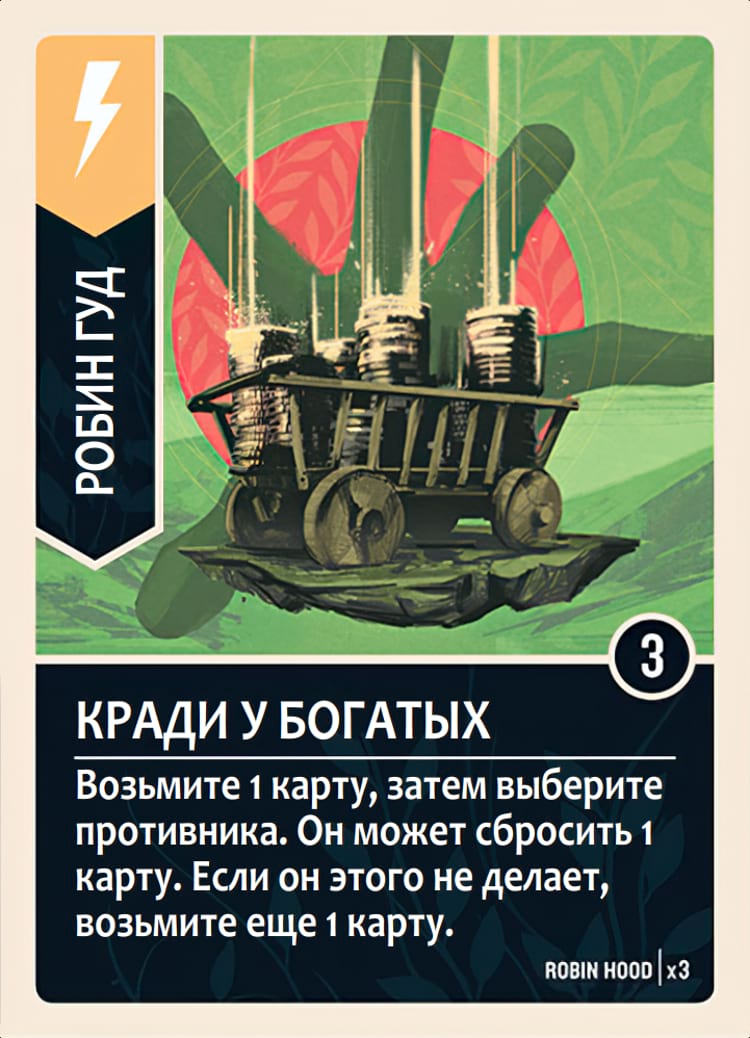 РОБИН ГУД
3
КРАДИ У БОГАТЫХ
Возьмите 1 карту, затем выберите
противника. Он может сбросить 1
карту. Если он этого не делает,
возьмите еще 1 карту.
ROBIN HOOD | x3